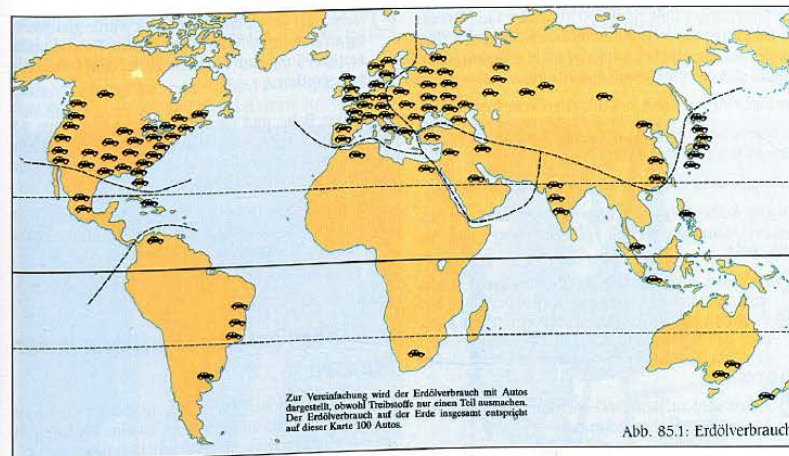 Zur Vereinfachung wird der Erdölverbrauch mit Autos
dargestellt, obwohl Treibstoffe nur einen Teil ausmachen.
Der Erdölverbrauch auf der Erde insgesamt entspricht
auf dieser Karte 100 Autos.
Abb. 85.1: Erdölverbrauch